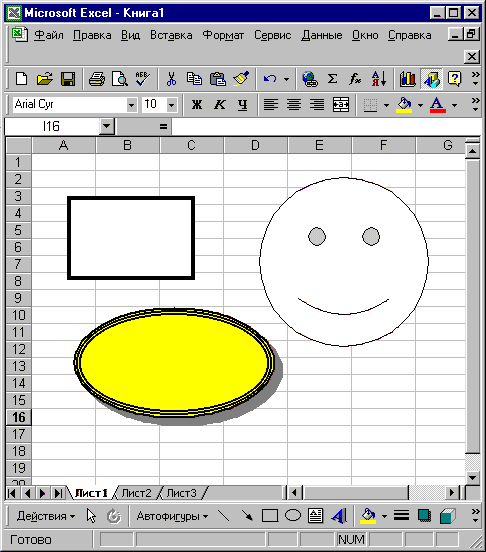 Microsoft Excel - Книга1
Файл Правка Вид Вставка Формат Сервис Данные Окно Справка
Arial Cyr 10 Ж К Ч
I16 =
A B C D E F G
1
2
3
4
5
6
7
8
9
10
11
12
13
14
15
16
17
18
19
20
Лист1 Лист2 Лист3
Действия Автофигуры
Готово NUM